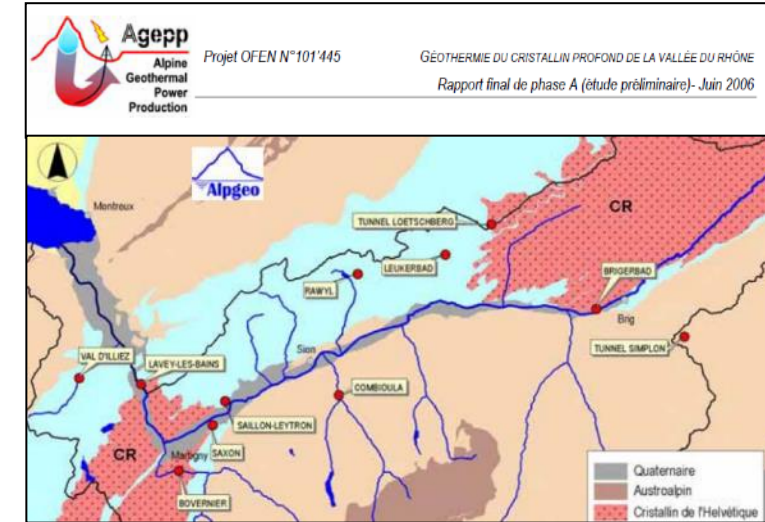 Agepp
Alpine
Geothermal
Power
Production
Projet OFEN N°101'445
GÉOTHERMIE DU CRISTALLIN PROFOND DE LA VALLÉE DU RHÔNE
Rapport final de phase A (étude préliminaire)- Juin 2006
Alpgeo
Montreux
CR
TUNNEL LOETSCHBERG
LEUKERBAD
RAWYL
BRIGERBAD
Brig
TUNNEL SIMPLON
Sion
VAL D'ILLIEZ
LAVEY-LES-BAINS
COMBIOULA
SAILLON-LEYTRON
SAXON
CR
Martigny
BOVERNIER
Quaternaire
Austroalpin
Cristallin de l'Helvétique